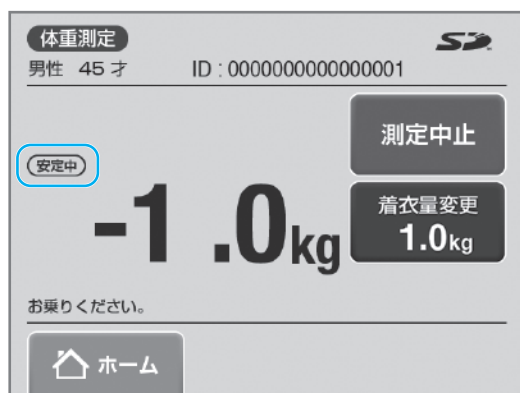 体重測定
SD
男性 45才 ID : 0000000000000001
測定中止
安定中
-1 .0kg
着衣量変更
1.0kg
お乗りください。
ホーム